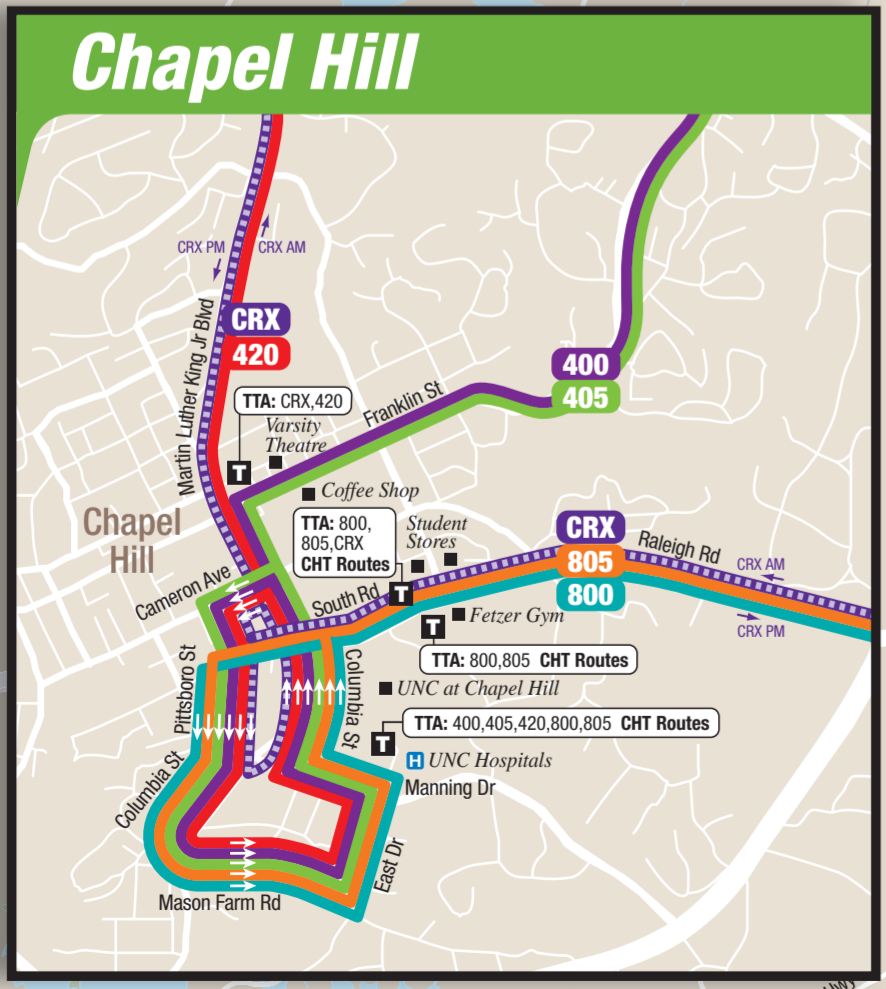 Chapel Hill
CRX PM
CRX AM
Martin Luther King Jr Blvd
CRX
420
400
405
Franklin St
TTA: CRX,420
T
Varsity
Theatre
Coffee Shop
Chapel
Hill
TTA: 800,
805,CRX
CHT Routes
Student
Stores
CRX
805
800
Raleigh Rd
CRX AM
CRX PM
Cameron Ave
South Rd
T
Fetzer Gym
T
TTA: 800,805 CHT Routes
Pittsboro St
Columbia St
UNC at Chapel Hill
TTA: 400,405,420,800,805 CHT Routes
T
H UNC Hospitals
Manning Dr
Columbia St
East Dr
Mason Farm Rd
Hwy